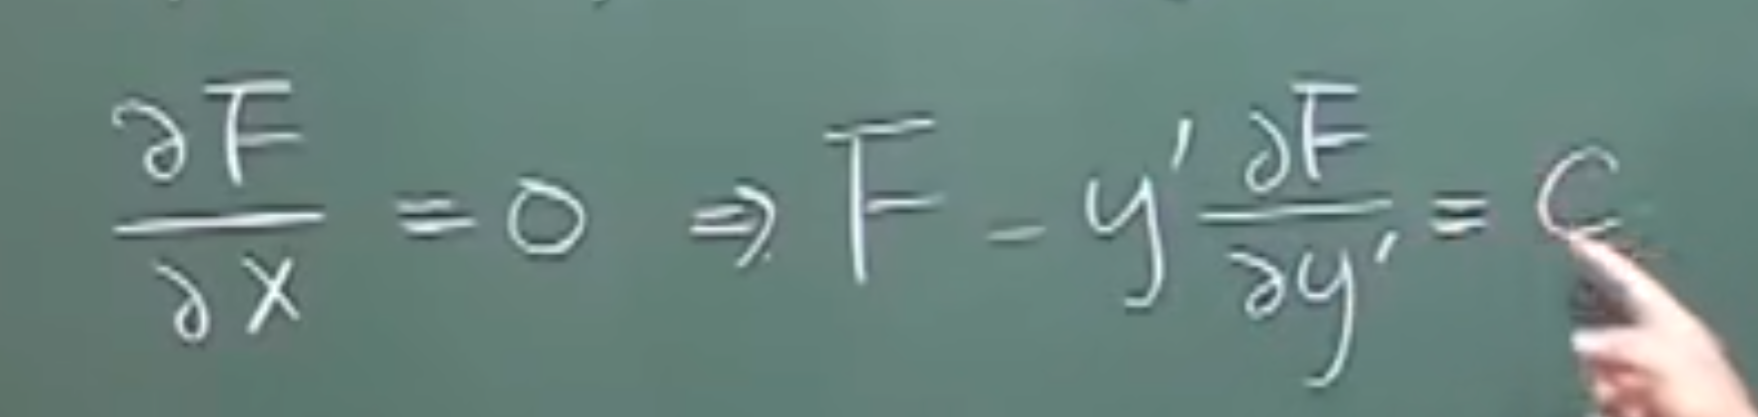 ∂F/∂x = 0 ⇒ F - y' ∂F/∂y' = C